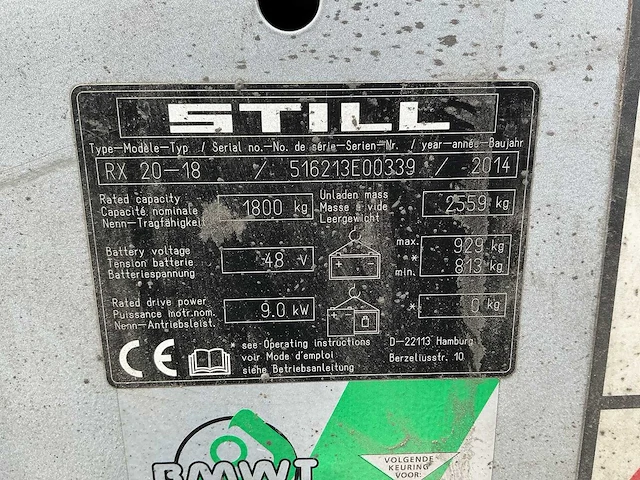 STILL
Type-Modèle-Typ / Serial no.-No. de série-Serien-Nr. / year-année-Baujahr
RX 20-18 / 516213E00339 / 2014
Rated capacity
Capacité nominale
Nenn-Tragfähigkeit
1800 kg
Unladen mass
Masse à vide
Leergewicht
2559 kg
Battery voltage
Tension batterie
Batteriespannung
48 V
max. 929 kg
*
min. 813 kg
Rated drive power
Puissance motr.nom.
Nenn-Antriebsleist.
9.0 kW
* 0 kg
* see-Operating instructions
voir Mode d'emploi
siehe Betriebsanleitung
D-22113 Hamburg
Berzeliusstr. 10
CE
BMWT
VOLGENDE
KEURING
VOOR: